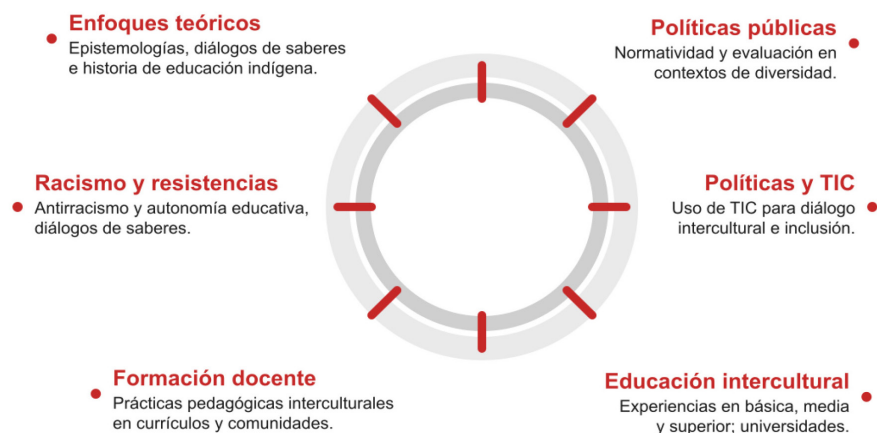 Enfoques teóricos
Epistemologías, diálogos de saberes
e historia de educación indígena.
Políticas públicas
Normatividad y evaluación en
contextos de diversidad.
Racismo y resistencias
Antirracismo y autonomía educativa,
diálogos de saberes.
Políticas y TIC
Uso de TIC para diálogo
intercultural e inclusión.
Formación docente
Prácticas pedagógicas interculturales
en currículos y comunidades.
Educación intercultural
Experiencias en básica, media
y superior; universidades.